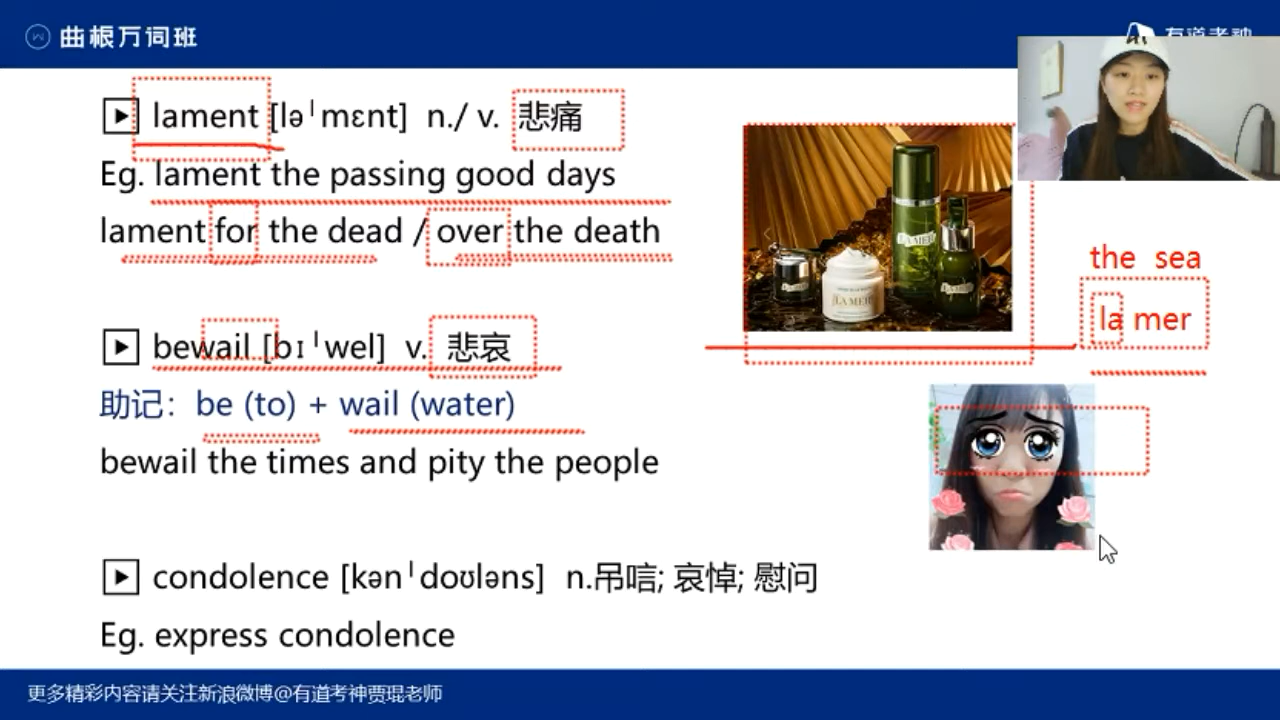 曲根万词班
有道考神
lament [ləˈmɛnt] n./ v. 悲痛
Eg. lament the passing good days
lament for the dead / over the death
LA MER
LA MER
the sea
la mer
bewail [bɪˈwel] v. 悲哀
助记：be (to) + wail (water)
bewail the times and pity the people
condolence [kənˈdoʊləns] n.吊唁; 哀悼; 慰问
Eg. express condolence
更多精彩内容请关注新浪微博@有道考神贾琨老师